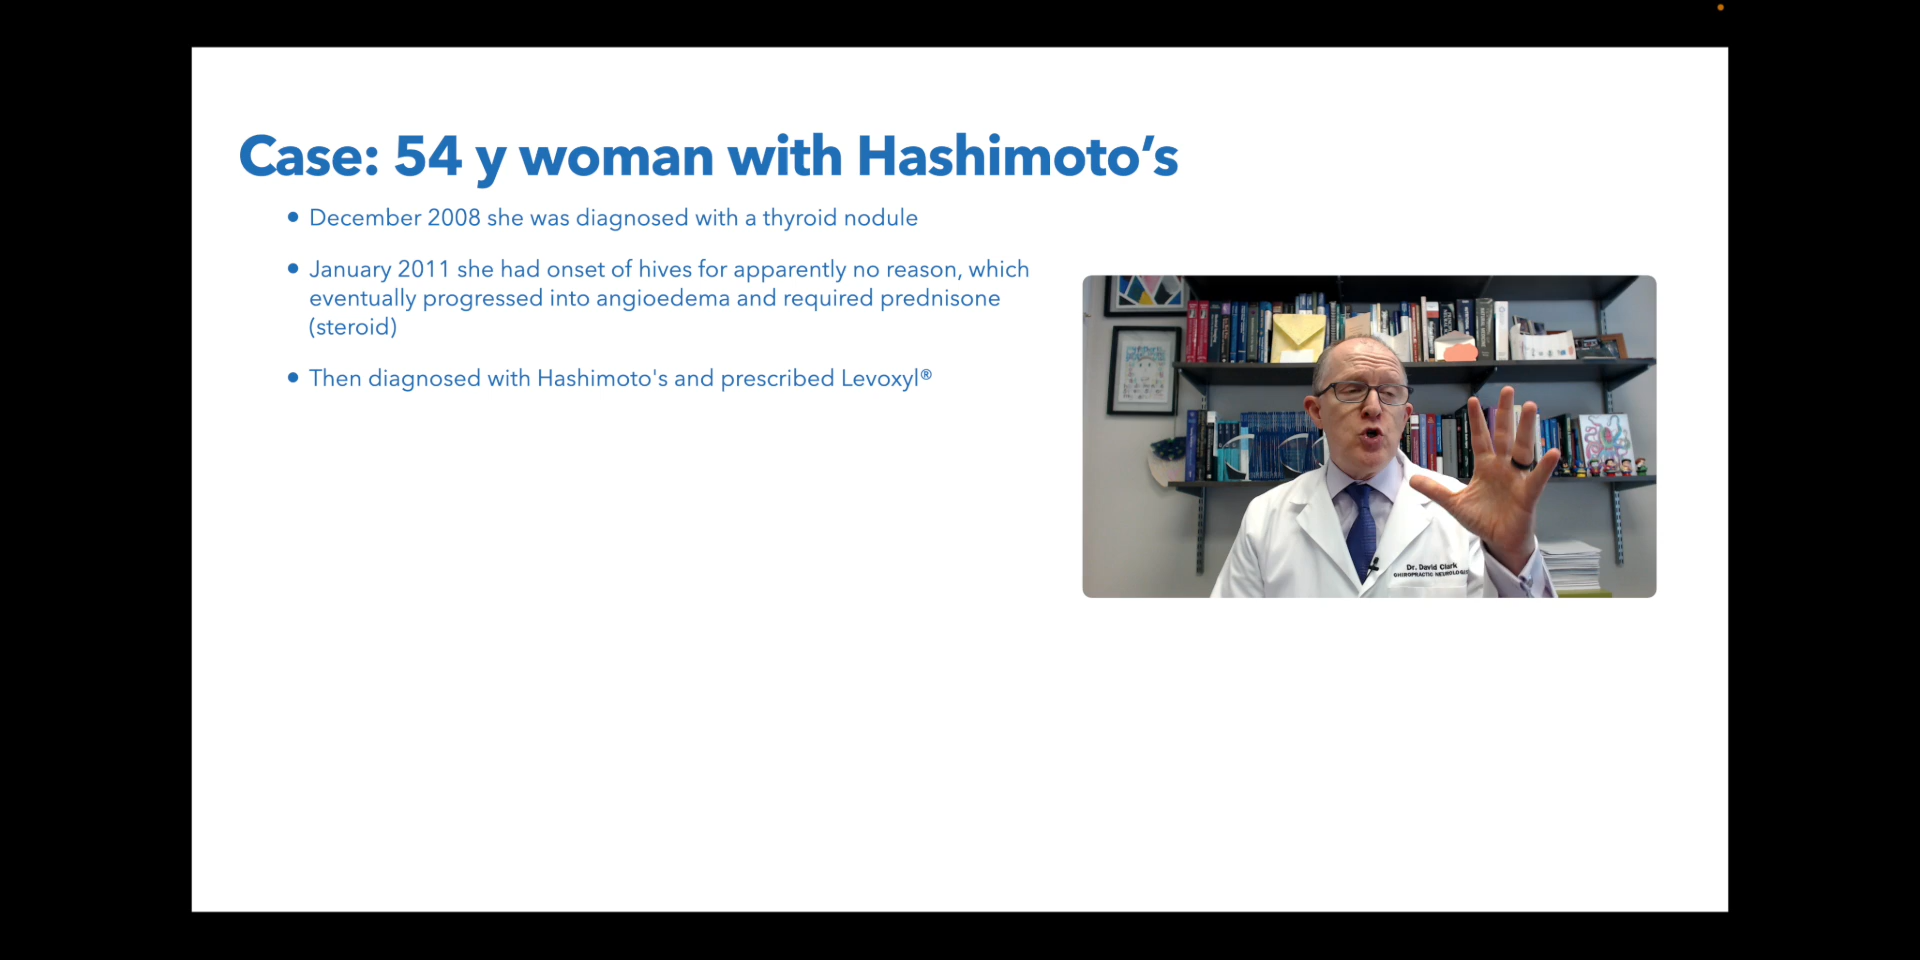 Case: 54 y woman with Hashimoto’s
• December 2008 she was diagnosed with a thyroid nodule
• January 2011 she had onset of hives for apparently no reason, which
eventually progressed into angioedema and required prednisone
(steroid)
• Then diagnosed with Hashimoto's and prescribed Levoxyl®
Dr. David Clark
CHIROPRACTIC NEUROLOGIS